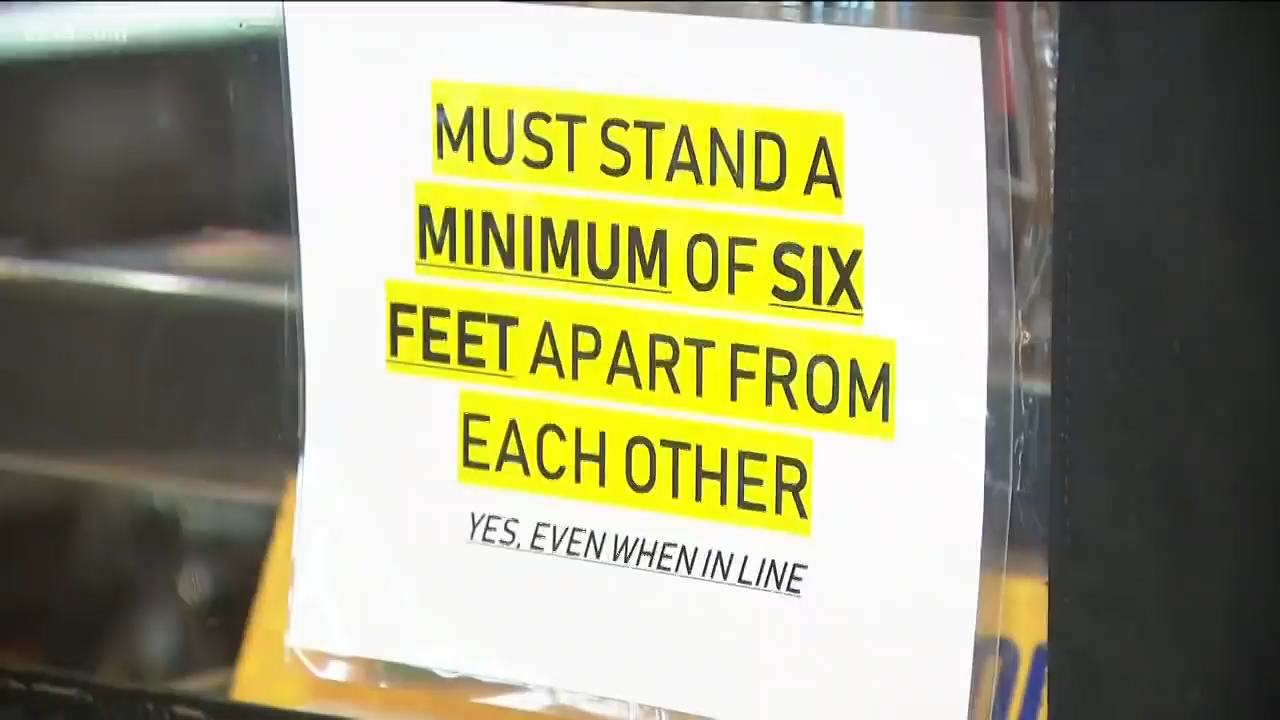 MUST STAND A
MINIMUM OF SIX
FEET APART FROM
EACH OTHER
YES, EVEN WHEN IN LINE